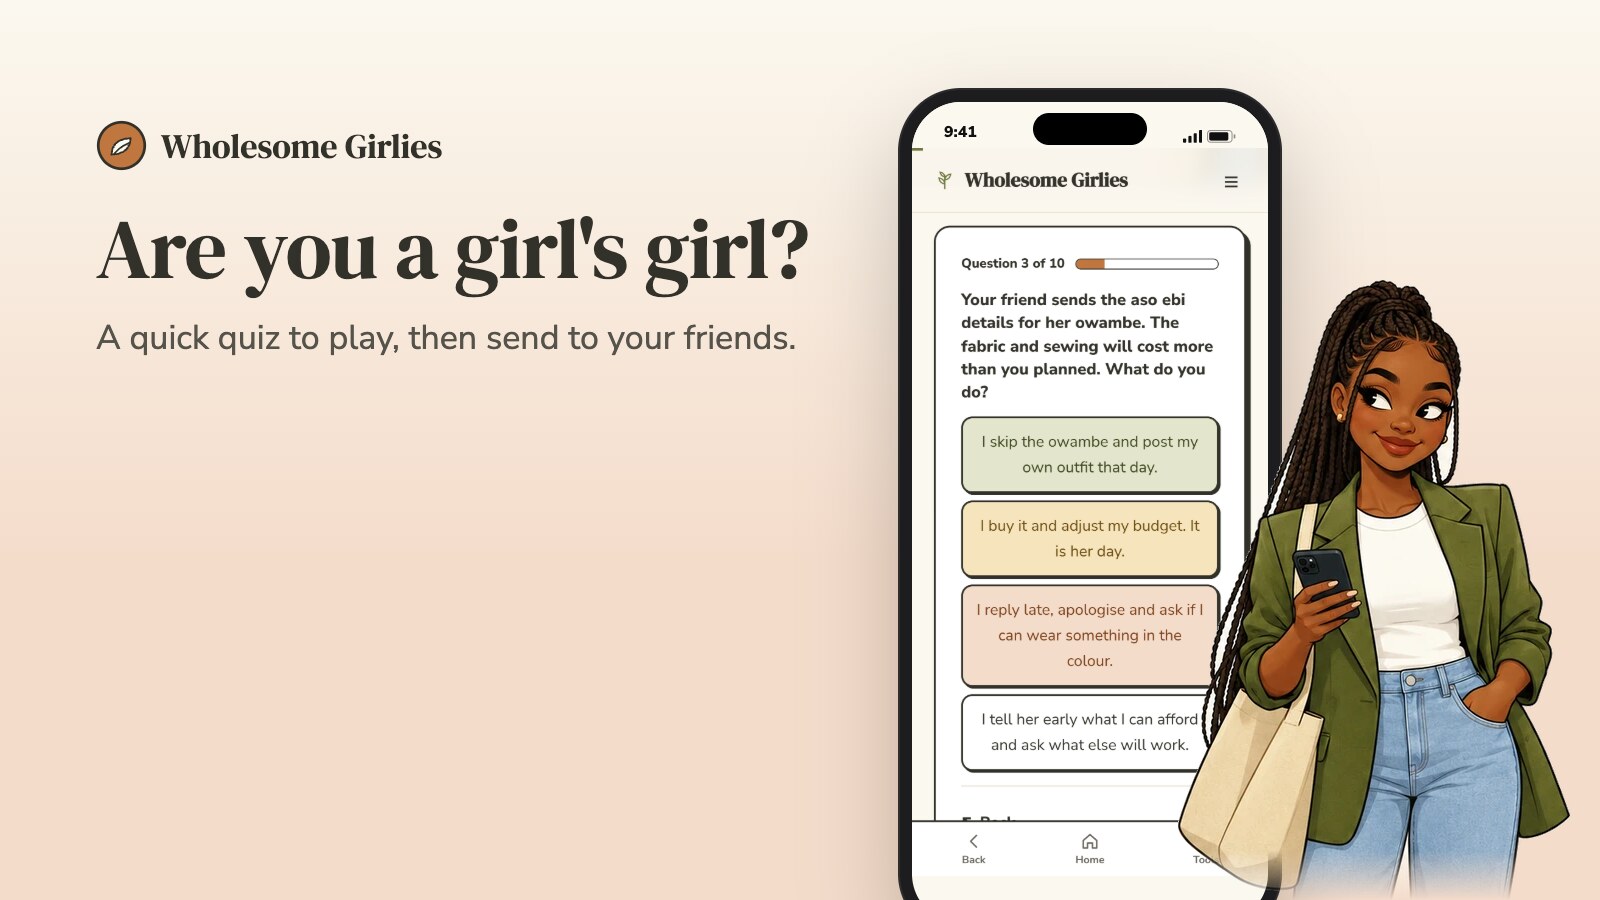 Wholesome Girlies
Are you a girl's girl?
A quick quiz to play, then send to your friends.
9:41
Wholesome Girlies
Question 3 of 10
Your friend sends the aso ebi
details for her owambe. The
fabric and sewing will cost more
than you planned. What do you
do?
I skip the owambe and post my
own outfit that day.
I buy it and adjust my budget. It
is her day.
I reply late, apologise and ask if I
can wear something in the
colour.
I tell her early what I can afford
and ask what else will work.
Back
Home